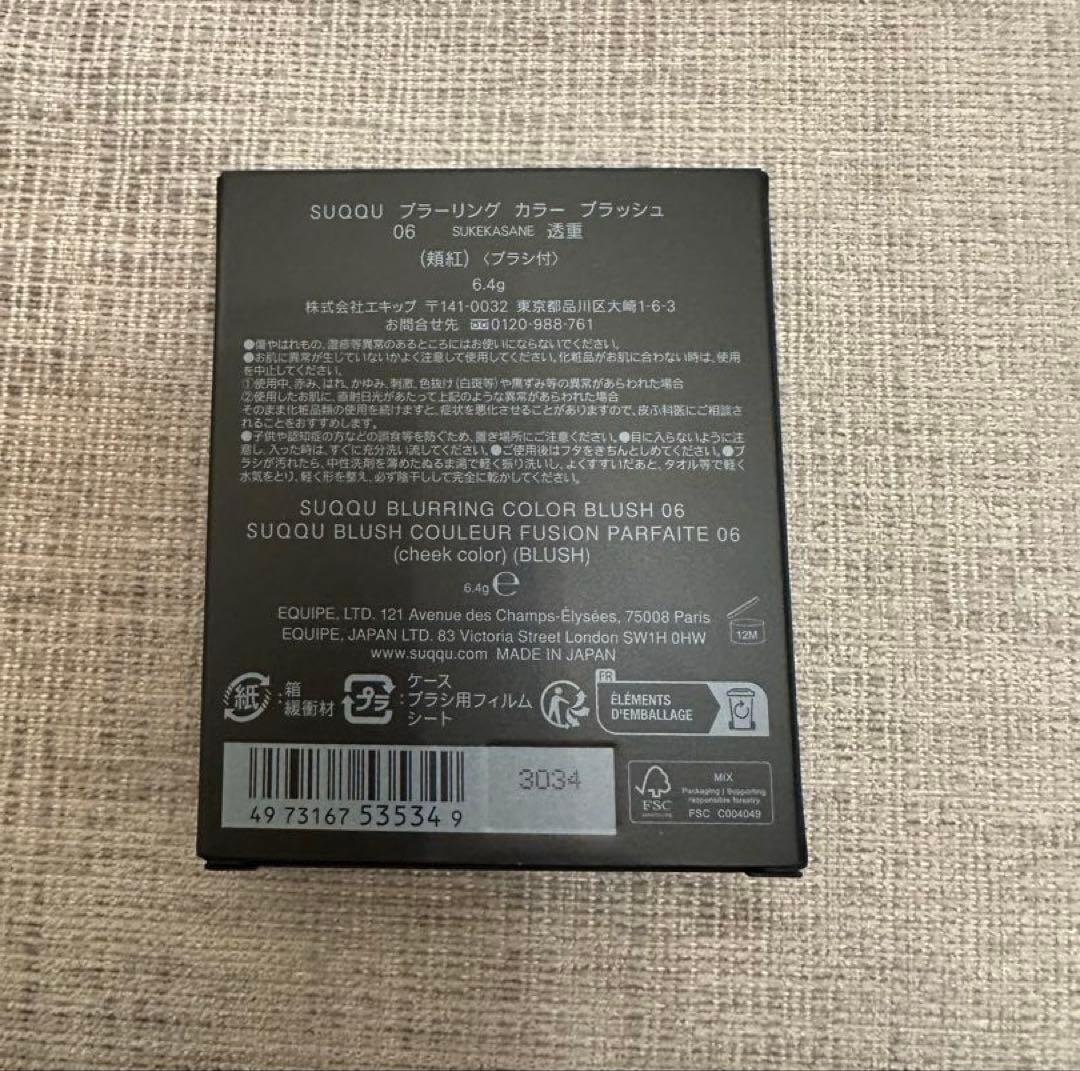 SUQQU ブラーリング カラー ブラッシュ
06 SUKEKASANE 透重
(頬紅)〈ブラシ付〉
6.4g
株式会社エキップ 〒141-0032 東京都品川区大崎1-6-3
お問合せ先 0120-988-761
●傷やはれもの、湿疹等異常のあるところにはお使いにならないでください。
●お肌に異常が生じていないかよく注意して使用してください。化粧品がお肌に合わない時は、使用
を中止してください。
①使用中、赤み、はれ、かゆみ、刺激、色抜け(白斑等)や黒ずみ等の異常があらわれた場合
②使用したお肌に、直射日光があたって上記のような異常があらわれた場合
そのまま化粧品類の使用を続けますと、症状を悪化させることがありますので、皮ふ科医にご相談さ
れることをおすすめします。
●子供や認知症の方などの誤食等を防ぐため、置き場所にご注意ください。●目に入らないように注
意し、入った時は、すぐに充分洗い流してください。●ご使用後はフタをきちんとしめてください。●ブ
ラシが汚れたら、中性洗剤を薄めたぬるま湯で軽く振り洗いし、よくすすいだあと、タオル等で軽く
水気をとり、軽く形を整え、必ず陰干しして完全に乾かしてください。
SUQQU BLURRING COLOR BLUSH 06
SUQQU BLUSH COULEUR FUSION PARFAITE 06
(cheek color) (BLUSH)
6.4g ℮
EQUIPE, LTD. 121 Avenue des Champs-Élysées, 75008 Paris
EQUIPE, JAPAN LTD. 83 Victoria Street London SW1H 0HW
www.suqqu.com MADE IN JAPAN
12M
紙 :箱
緩衝材
プラ :ケース
ブラシ用フィルム
シート
FR
ÉLÉMENTS
D'EMBALLAGE
4973167535349
3034
FSC
MIX
Packaging | Supporting
responsible forestry
FSC C004049